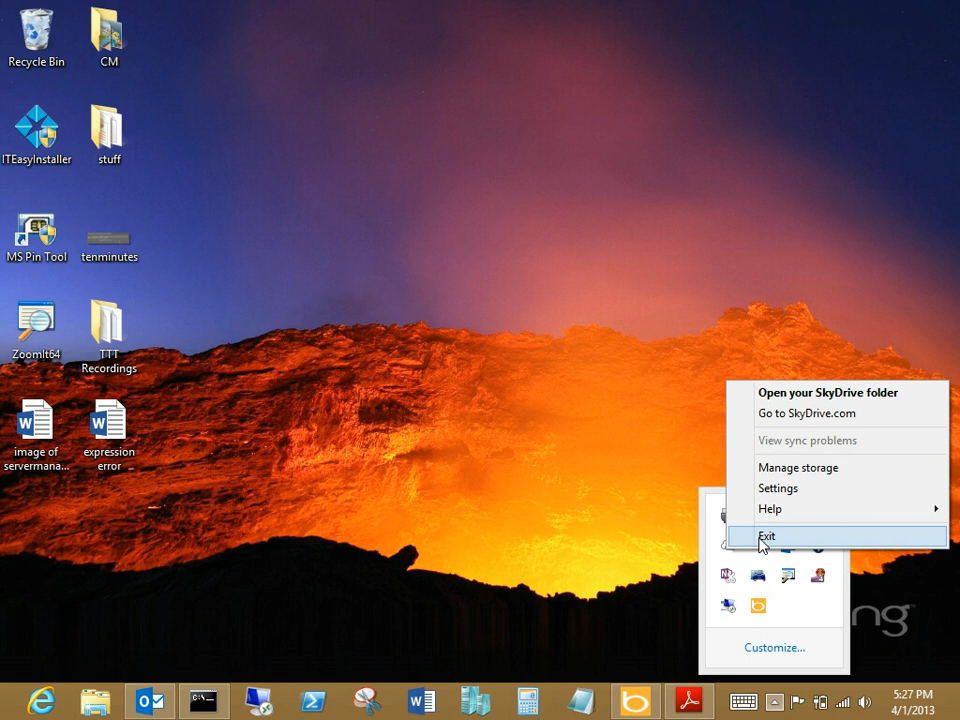 Recycle Bin
CM
ITEasyInstaller
stuff
MS Pin Tool
tenminutes
ZoomIt64
TTT
Recordings
image of
servermana...
expression
error _
Open your SkyDrive folder
Go to SkyDrive.com
View sync problems
Manage storage
Settings
Help
Exit
ng
Customize...
C:\
5:27 PM
4/1/2013